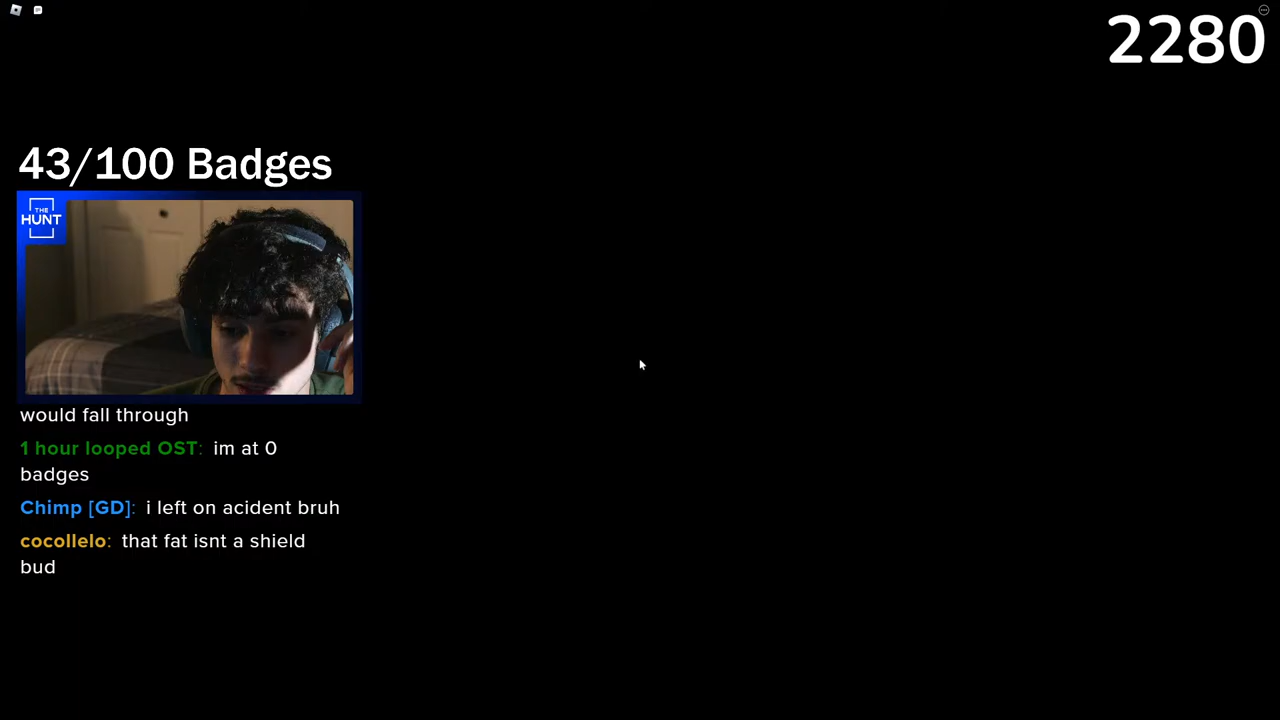 2280
43/100 Badges
THE
HUNT
would fall through
1 hour looped OST: im at 0
badges
Chimp [GD]: i left on acident bruh
cocollelo: that fat isnt a shield
bud